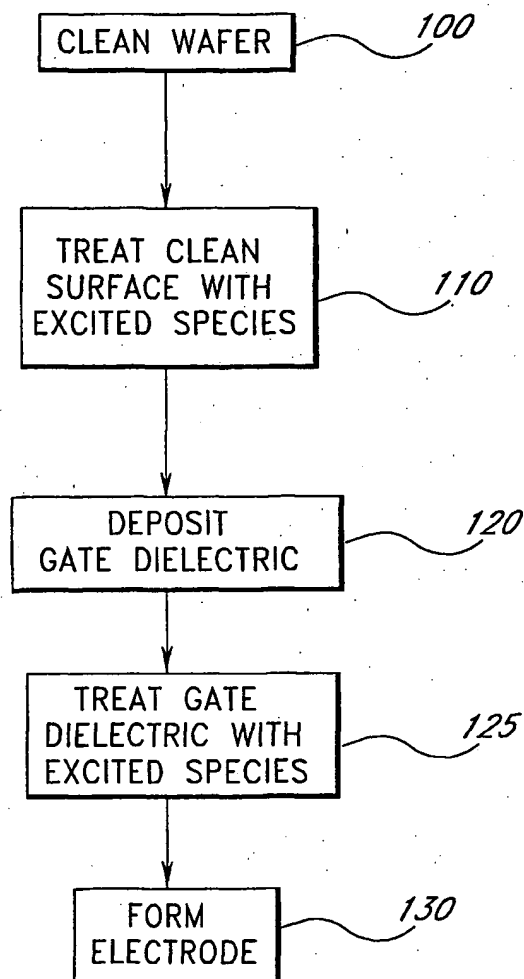 CLEAN WAFER
100
TREAT CLEAN
SURFACE WITH
EXCITED SPECIES
110
DEPOSIT
GATE DIELECTRIC
120
TREAT GATE
DIELECTRIC WITH
EXCITED SPECIES
125
FORM
ELECTRODE
130